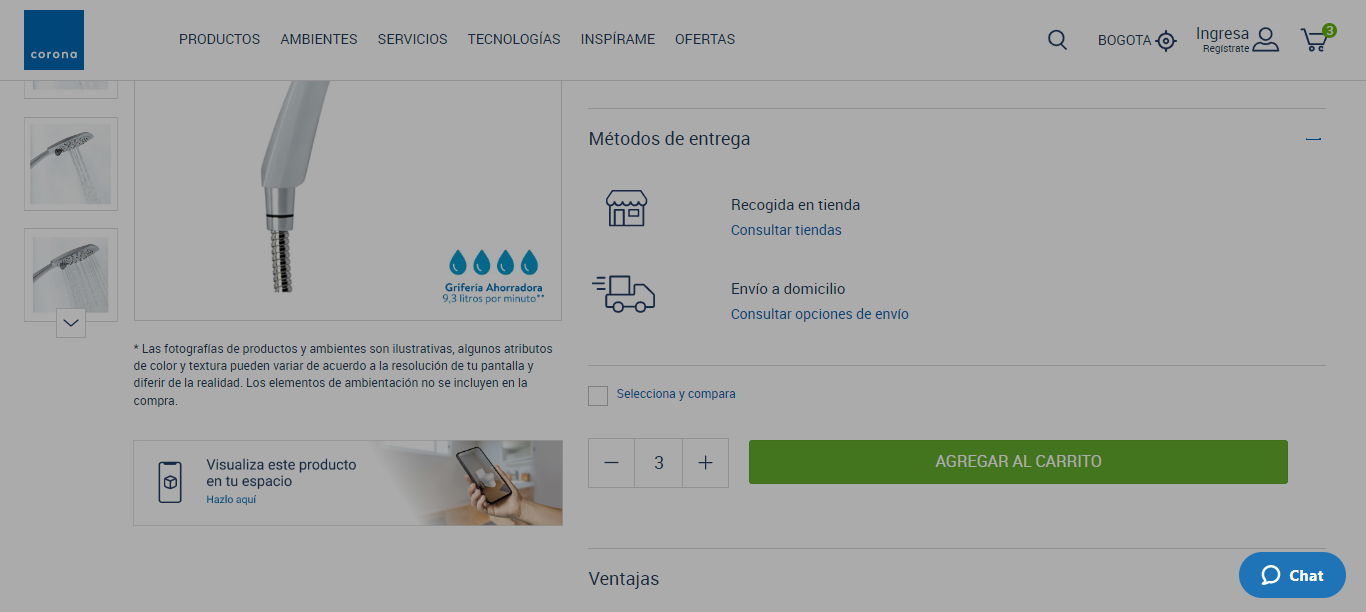 corona
PRODUCTOS AMBIENTES SERVICIOS TECNOLOGÍAS INSPÍRAME OFERTAS
BOGOTA
Ingresa
Regístrate
3
Métodos de entrega
Recogida en tienda
Consultar tiendas
Envío a domicilio
Consultar opciones de envío
Grifería Ahorradora
9,3 litros por minuto**
* Las fotografías de productos y ambientes son ilustrativas, algunos atributos
de color y textura pueden variar de acuerdo a la resolución de tu pantalla y
diferir de la realidad. Los elementos de ambientación no se incluyen en la
compra.
Selecciona y compara
3
AGREGAR AL CARRITO
Visualiza este producto
en tu espacio
Hazlo aquí
Ventajas
Chat